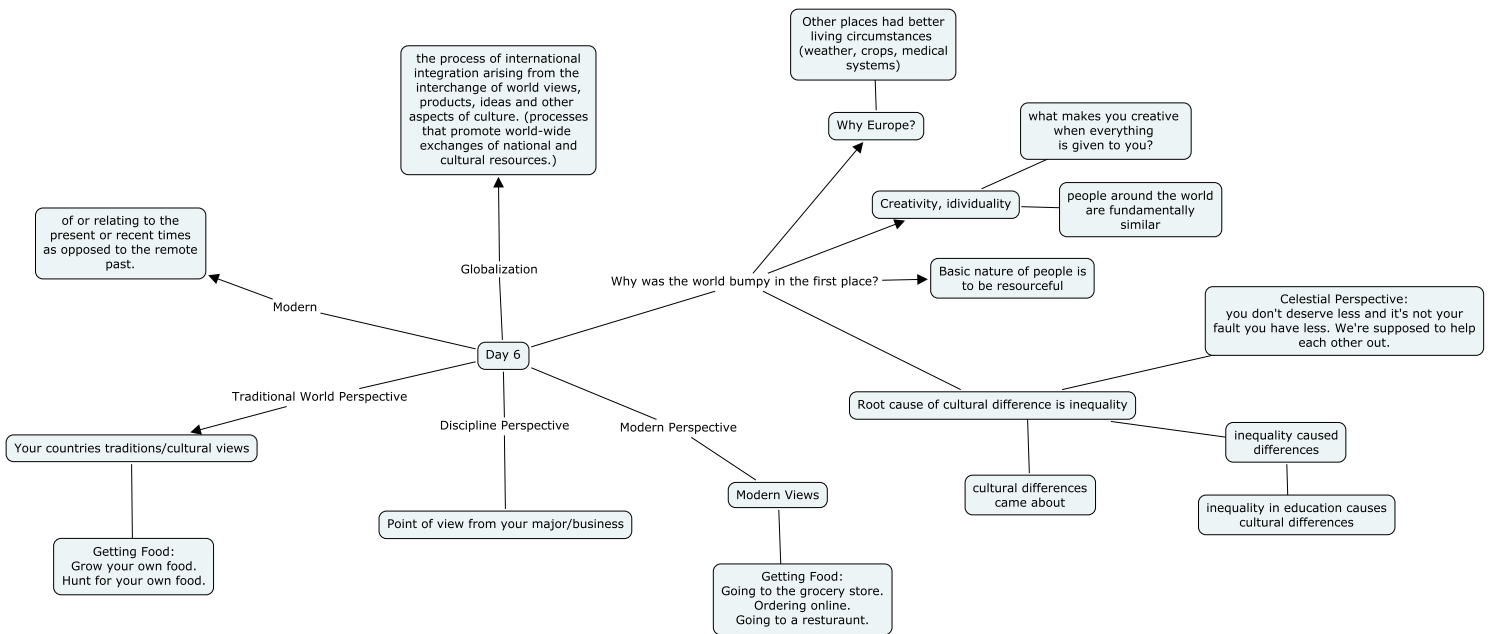 Other places had better
living circumstances
(weather, crops, medical
systems)
the process of international
integration arising from the
interchange of world views,
products, ideas and other
aspects of culture. (processes
that promote world-wide
exchanges of national and
cultural resources.)
Why Europe?
what makes you creative
when everything
is given to you?
Creativity, idividuality
people around the world
are fundamentally
similar
of or relating to the
present or recent times
as opposed to the remote
past.
Globalization
Why was the world bumpy in the first place?
Basic nature of people is
to be resourceful
Modern
Celestial Perspective:
you don't deserve less and it's not your
fault you have less. We're supposed to help
each other out.
Day 6
Traditional World Perspective
Root cause of cultural difference is inequality
Discipline Perspective
Modern Perspective
Your countries traditions/cultural views
inequality caused
differences
Modern Views
cultural differences
came about
inequality in education causes
cultural differences
Point of view from your major/business
Getting Food:
Grow your own food.
Hunt for your own food.
Getting Food:
Going to the grocery store.
Ordering online.
Going to a resturaunt.